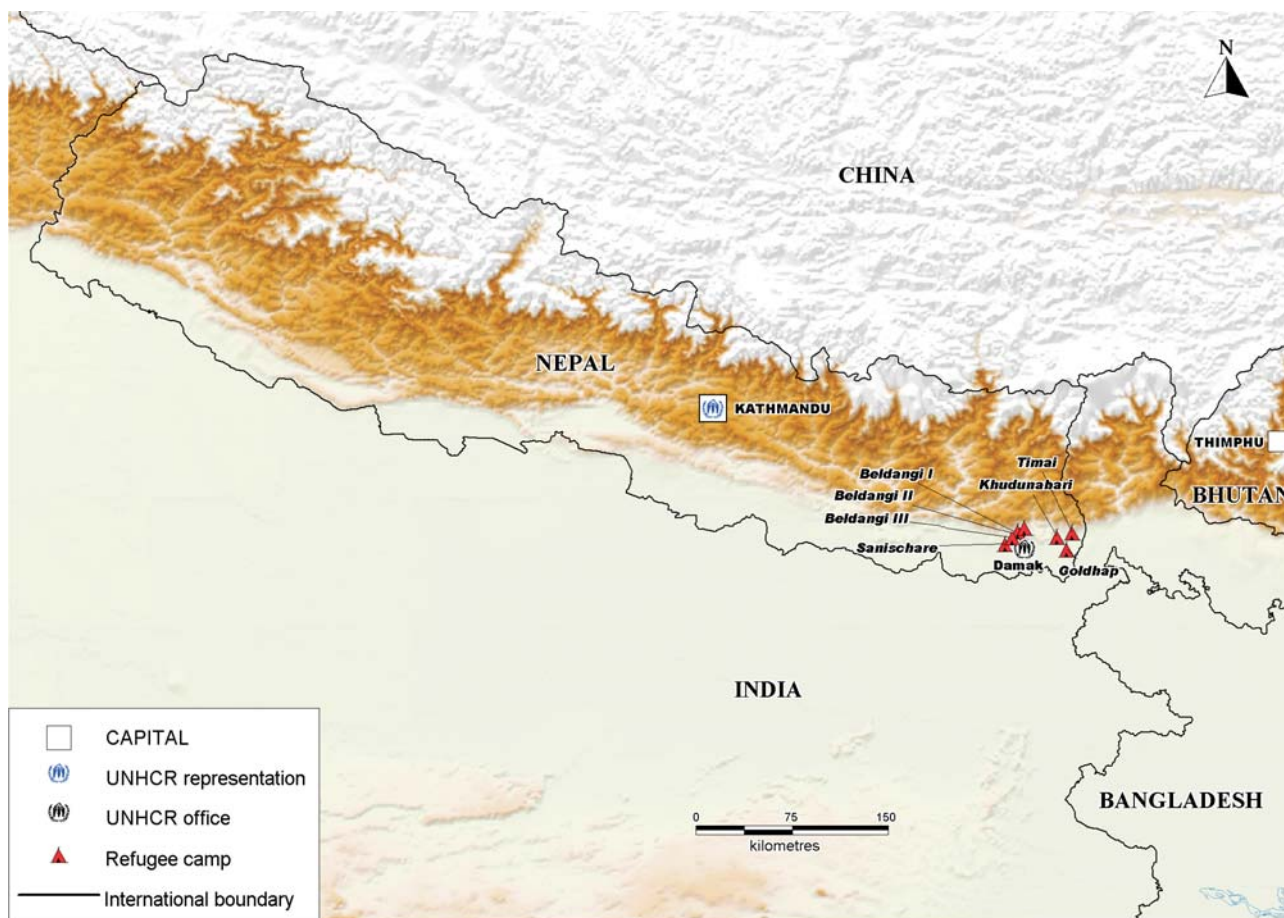 N
CHINA
NEPAL
KATHMANDU
THIMPHU
BHUTAN
Timai
Khudunabari
Beldangi I
Beldangi II
Beldangi III
Sanischare
Damak
Goldhap
INDIA
BANGLADESH
CAPITAL
UNHCR representation
UNHCR office
Refugee camp
International boundary
0 75 150
kilometres